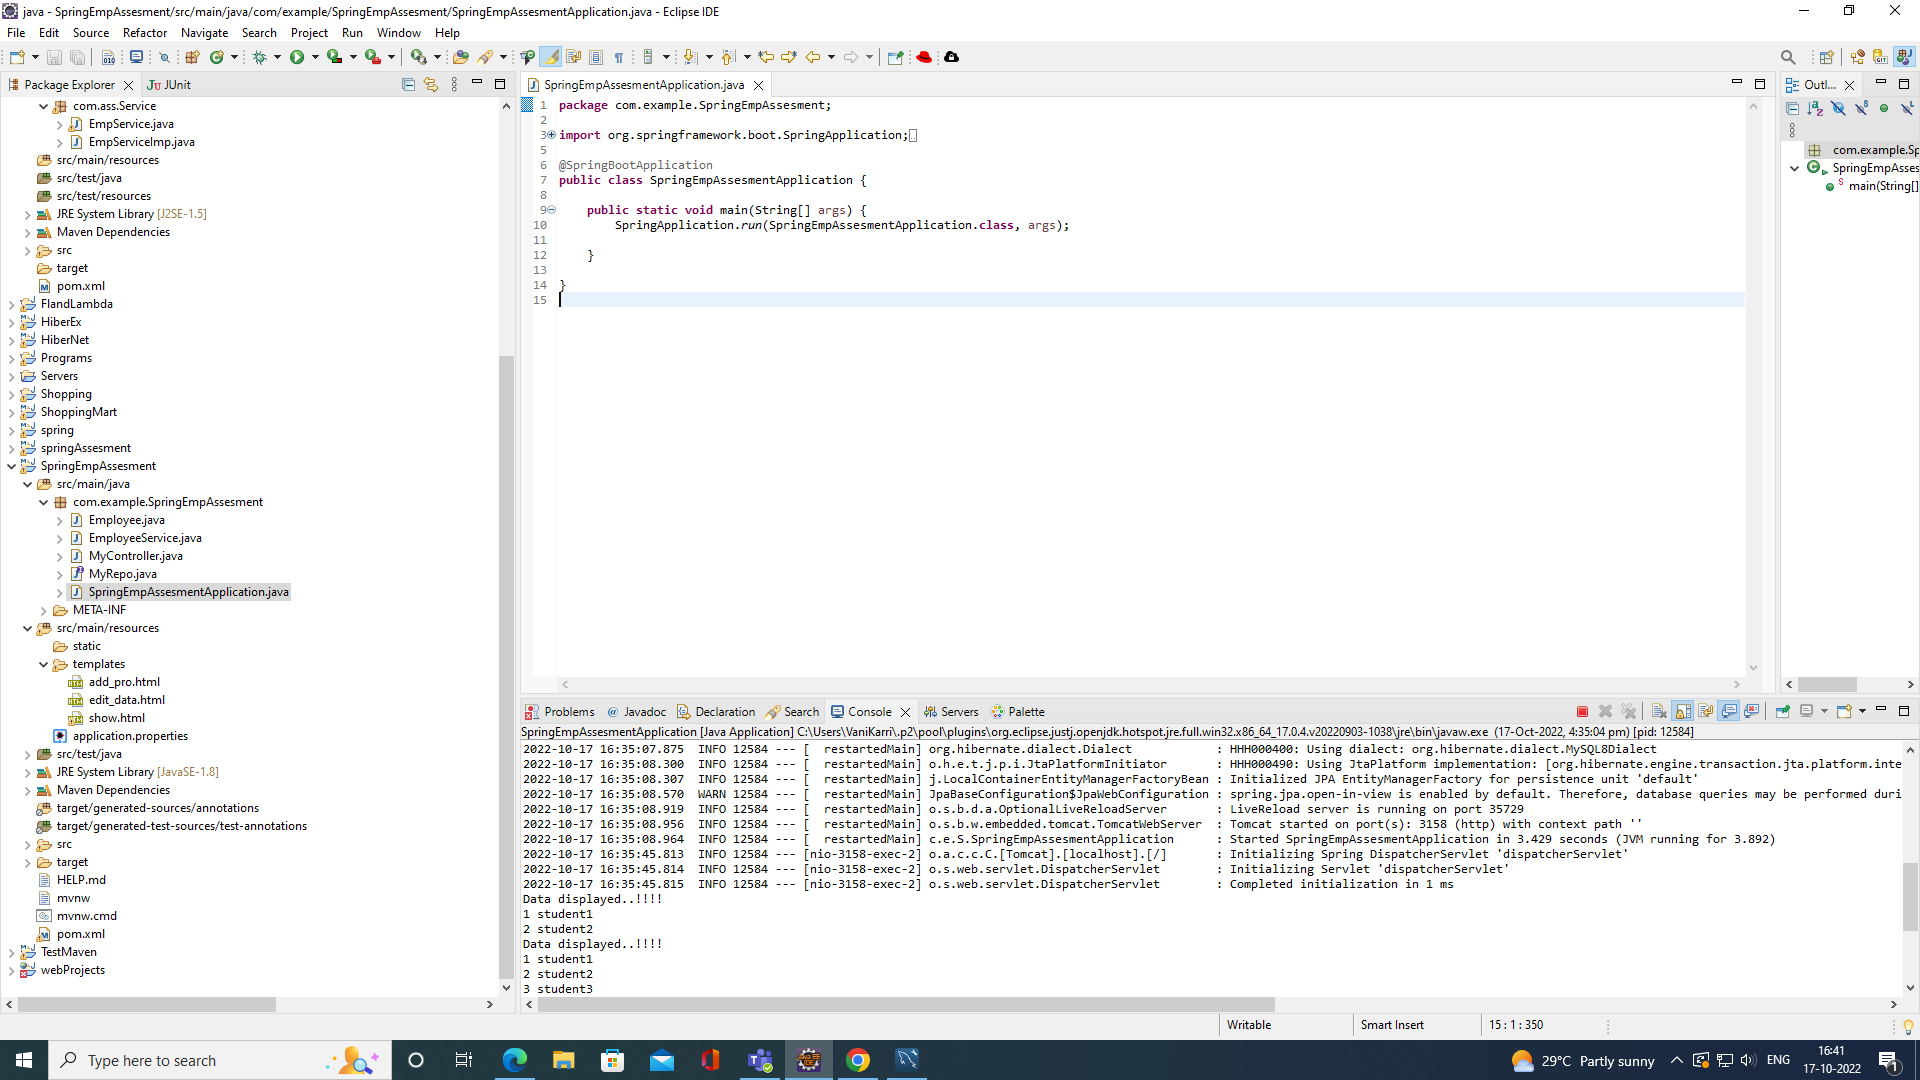 java - SpringEmpAssesment/src/main/java/com/example/SpringEmpAssesment/SpringEmpAssesmentApplication.java - Eclipse IDE
File Edit Source Refactor Navigate Search Project Run Window Help
Package Explorer JUnit
com.ass.Service
EmpService.java
EmpServiceImp.java
src/main/resources
src/test/java
src/test/resources
JRE System Library [J2SE-1.5]
Maven Dependencies
src
target
pom.xml
FIandLambda
HiberEx
HiberNet
Programs
Servers
Shopping
ShoppingMart
spring
springAssesment
SpringEmpAssesment
src/main/java
com.example.SpringEmpAssesment
Employee.java
EmployeeService.java
MyController.java
MyRepo.java
SpringEmpAssesmentApplication.java
META-INF
src/main/resources
static
templates
add_pro.html
edit_data.html
show.html
application.properties
src/test/java
JRE System Library [JavaSE-1.8]
Maven Dependencies
target/generated-sources/annotations
target/generated-test-sources/test-annotations
src
target
HELP.md
mvnw
mvnw.cmd
pom.xml
TestMaven
webProjects
SpringEmpAssesmentApplication.java
1 package com.example.SpringEmpAssesment;
2
3 import org.springframework.boot.SpringApplication;
5
6 @SpringBootApplication
7 public class SpringEmpAssesmentApplication {
8
9 public static void main(String[] args) {
10 SpringApplication.run(SpringEmpAssesmentApplication.class, args);
11
12 }
13
14 }
15
Outl...
com.example.Sp
SpringEmpAsses
main(String[]
Problems Javadoc Declaration Search Console Servers Palette
SpringEmpAssesmentApplication [Java Application] C:\Users\VaniKarri\.p2\pool\plugins\org.eclipse.justj.openjdk.hotspot.jre.full.win32.x86_64_17.0.4.v20220903-1038\jre\bin\javaw.exe (17-Oct-2022, 4:35:04 pm) [pid: 12584]
2022-10-17 16:35:07.875 INFO 12584 --- [ restartedMain] org.hibernate.dialect.Dialect : HHH000400: Using dialect: org.hibernate.dialect.MySQL8Dialect
2022-10-17 16:35:08.300 INFO 12584 --- [ restartedMain] o.h.e.t.j.p.i.JtaPlatformInitiator : HHH000490: Using JtaPlatform implementation: [org.hibernate.engine.transaction.jta.platform.inte
2022-10-17 16:35:08.307 INFO 12584 --- [ restartedMain] j.LocalContainerEntityManagerFactoryBean : Initialized JPA EntityManagerFactory for persistence unit 'default'
2022-10-17 16:35:08.570 WARN 12584 --- [ restartedMain] JpaBaseConfiguration$JpaWebConfiguration : spring.jpa.open-in-view is enabled by default. Therefore, database queries may be performed duri
2022-10-17 16:35:08.919 INFO 12584 --- [ restartedMain] o.s.b.d.a.OptionalLiveReloadServer : LiveReload server is running on port 35729
2022-10-17 16:35:08.956 INFO 12584 --- [ restartedMain] o.s.b.w.embedded.tomcat.TomcatWebServer : Tomcat started on port(s): 3158 (http) with context path ''
2022-10-17 16:35:08.964 INFO 12584 --- [ restartedMain] c.e.S.SpringEmpAssesmentApplication : Started SpringEmpAssesmentApplication in 3.429 seconds (JVM running for 3.892)
2022-10-17 16:35:45.813 INFO 12584 --- [nio-3158-exec-2] o.a.c.c.C.[Tomcat].[localhost].[/] : Initializing Spring DispatcherServlet 'dispatcherServlet'
2022-10-17 16:35:45.814 INFO 12584 --- [nio-3158-exec-2] o.s.web.servlet.DispatcherServlet : Initializing Servlet 'dispatcherServlet'
2022-10-17 16:35:45.815 INFO 12584 --- [nio-3158-exec-2] o.s.web.servlet.DispatcherServlet : Completed initialization in 1 ms
Data displayed..!!!!
1 student1
2 student2
Data displayed..!!!!
1 student1
2 student2
3 student3
Writable Smart Insert 15 : 1 : 350
Type here to search
29°C Partly sunny
ENG
16:41
17-10-2022
1